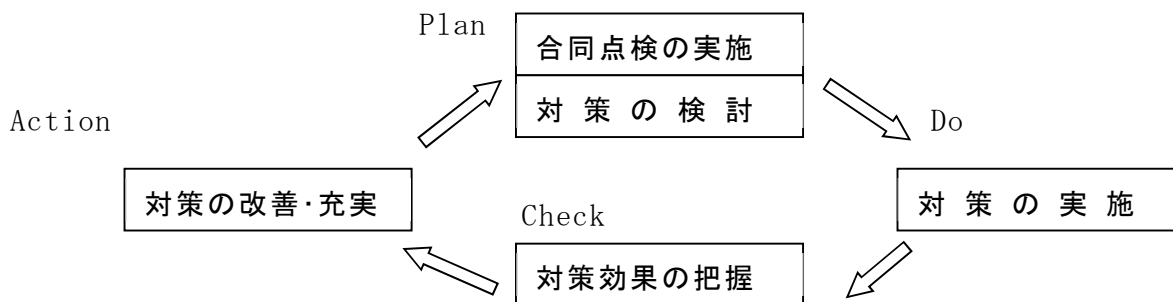 Plan
合同点検の実施
対策の検討
Action
Do
対策の改善・充実
対策の実施
Check
対策効果の把握